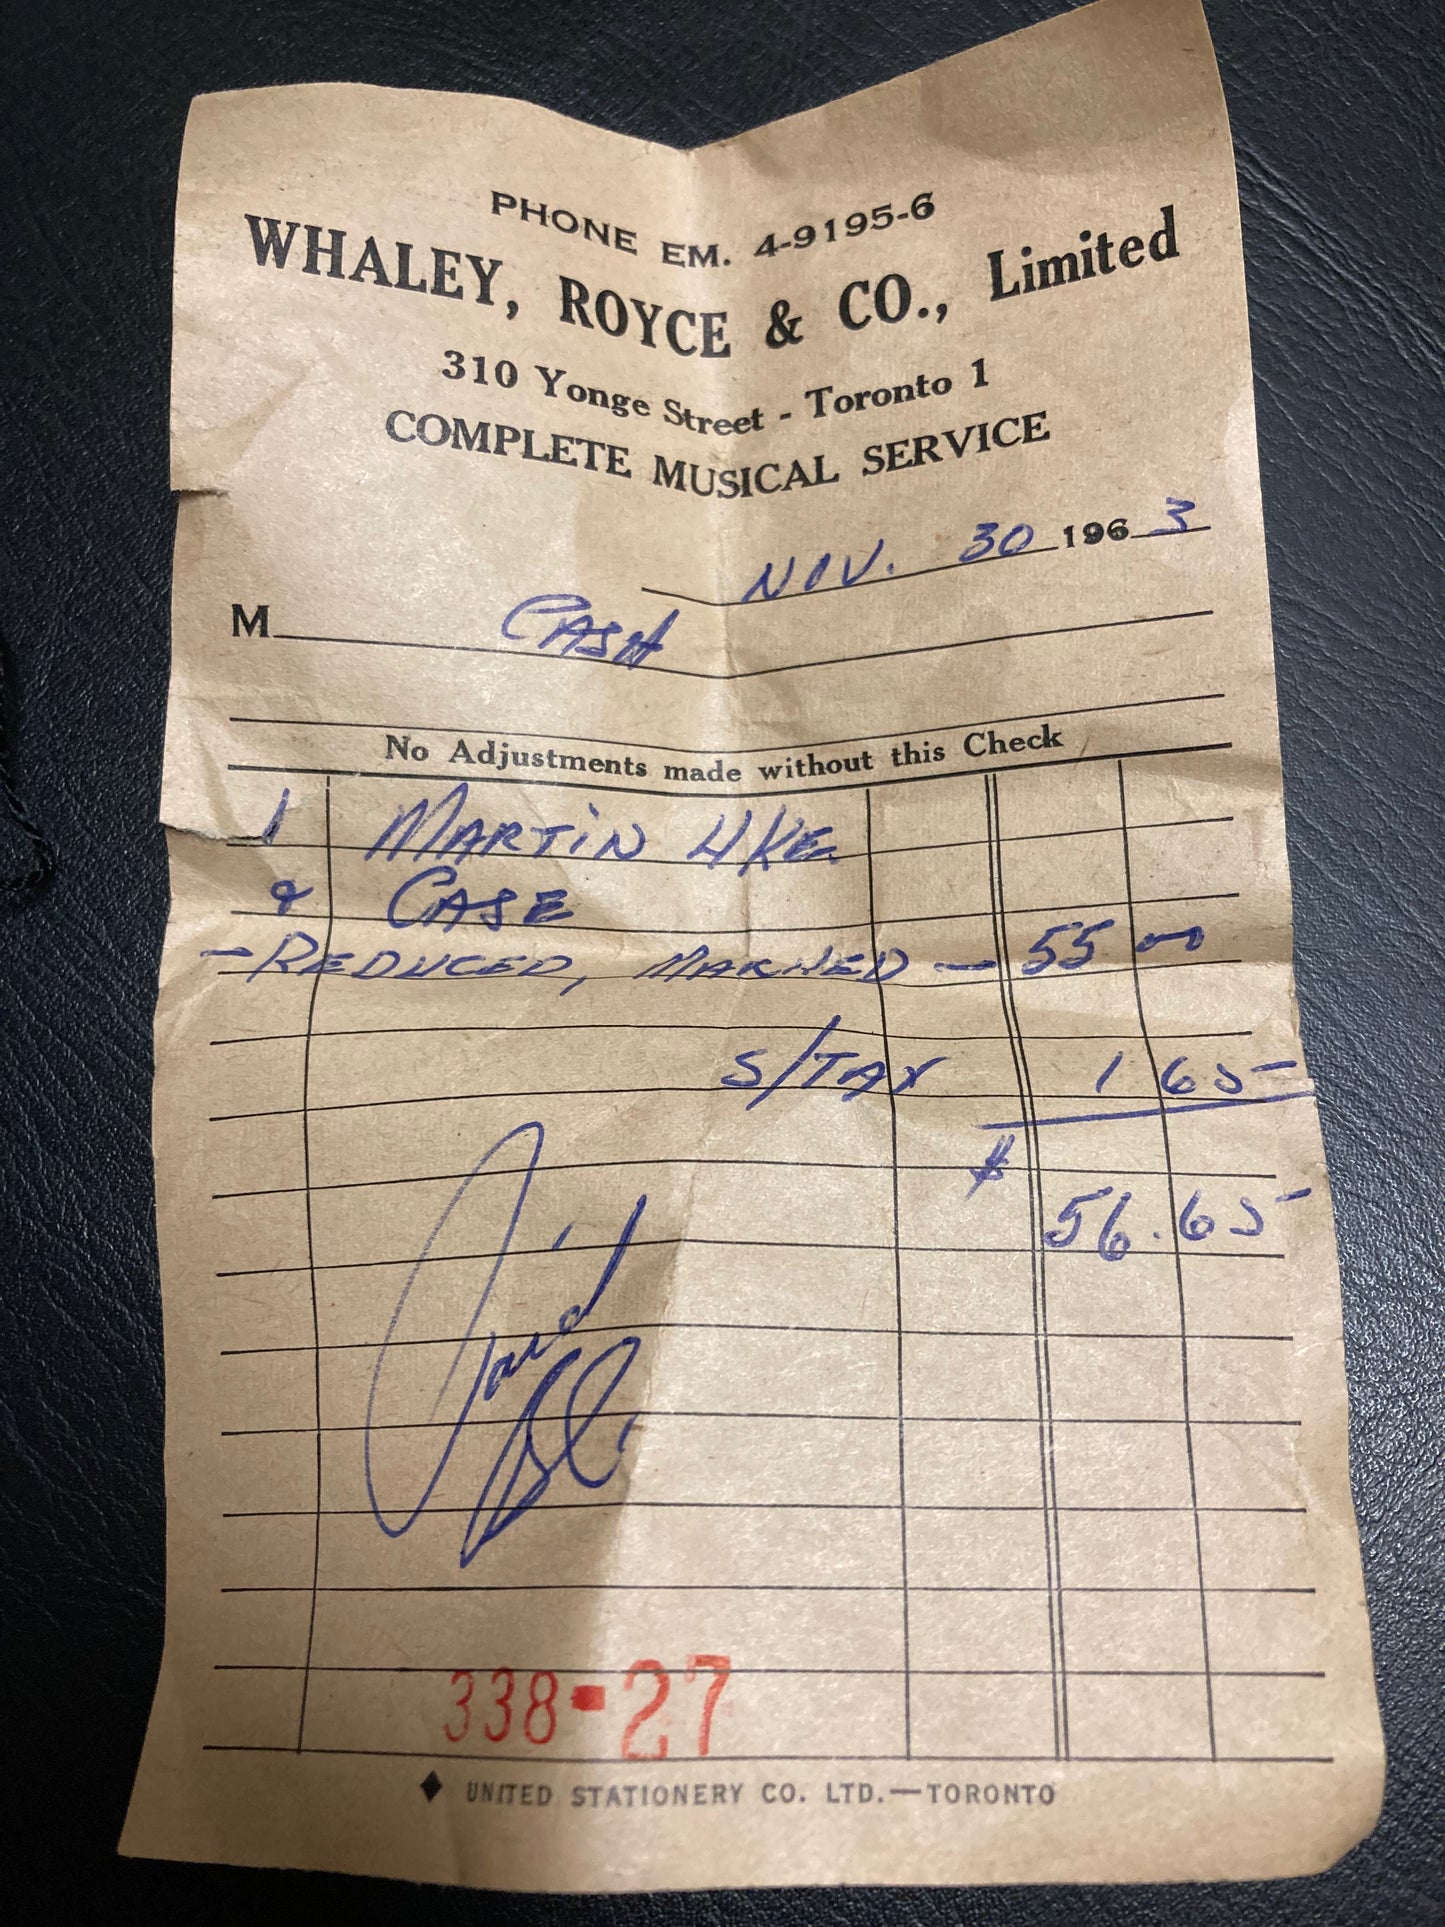 PHONE EM. 4-9195-6
WHALEY, ROYCE & CO., Limited
310 Yonge Street - Toronto 1
COMPLETE MUSICAL SERVICE
NOV. 30 1963
M CASH
No Adjustments made without this Check
1 MARTIN UKE.
& CASE
- REDUCED, MARKED - 55 00
S/TAX 1 65
$ 56.65
Paid
338-27
♦ UNITED STATIONERY CO. LTD.—TORONTO